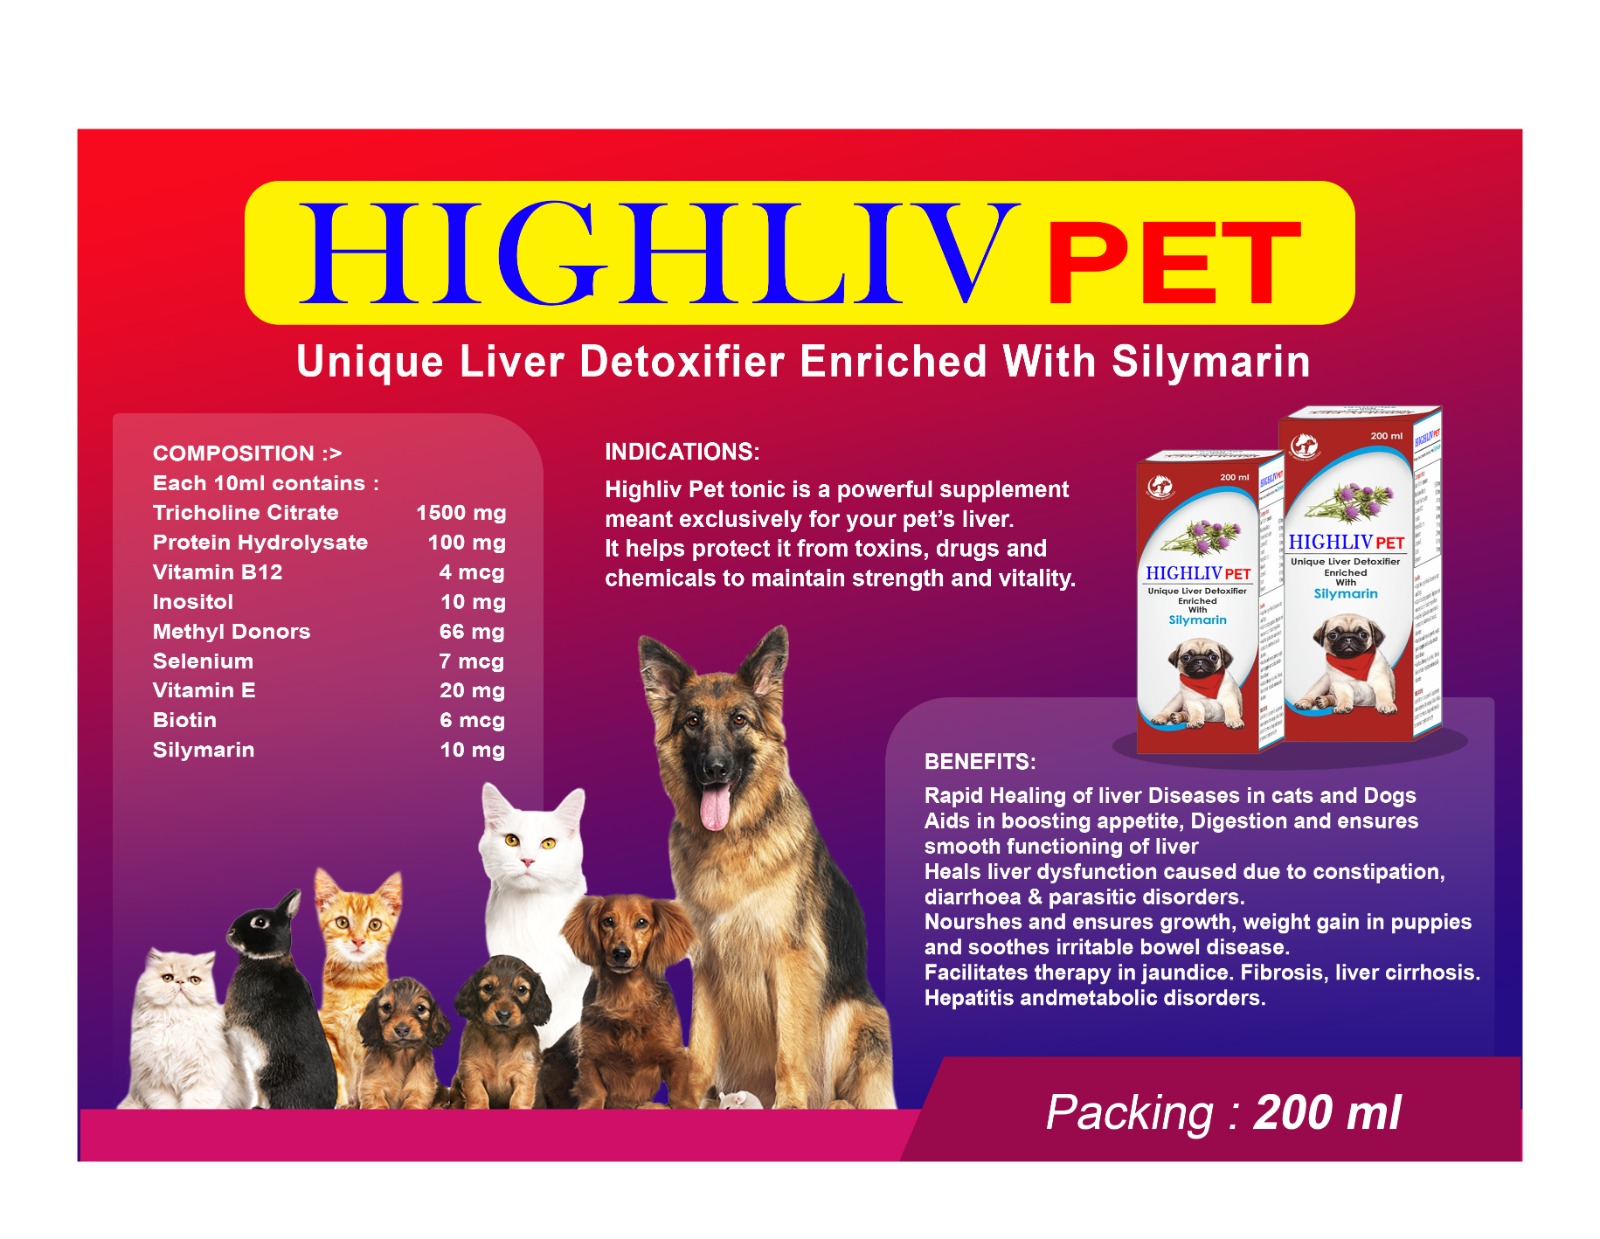 HIGHLIV PET
Unique Liver Detoxifier Enriched With Silymarin
COMPOSITION :>
Each 10ml contains :
Tricholine Citrate 1500 mg
Protein Hydrolysate 100 mg
Vitamin B12 4 mcg
Inositol 10 mg
Methyl Donors 66 mg
Selenium 7 mcg
Vitamin E 20 mg
Biotin 6 mcg
Silymarin 10 mg
INDICATIONS:
Highliv Pet tonic is a powerful supplement
meant exclusively for your pet's liver.
It helps protect it from toxins, drugs and
chemicals to maintain strength and vitality.
200 ml
HIGHLIV PET
Unique Liver Detoxifier
Enriched
With
Silymarin
HIGHLIV PET
200 ml
HIGHLIV PET
Unique Liver Detoxifier
Enriched
With
Silymarin
HIGHLIV PET
BENEFITS:
Rapid Healing of liver Diseases in cats and Dogs
Aids in boosting appetite, Digestion and ensures
smooth functioning of liver
Heals liver dysfunction caused due to constipation,
diarrhoea & parasitic disorders.
Nourshes and ensures growth, weight gain in puppies
and soothes irritable bowel disease.
Facilitates therapy in jaundice. Fibrosis, liver cirrhosis.
Hepatitis andmetabolic disorders.
Packing : 200 ml